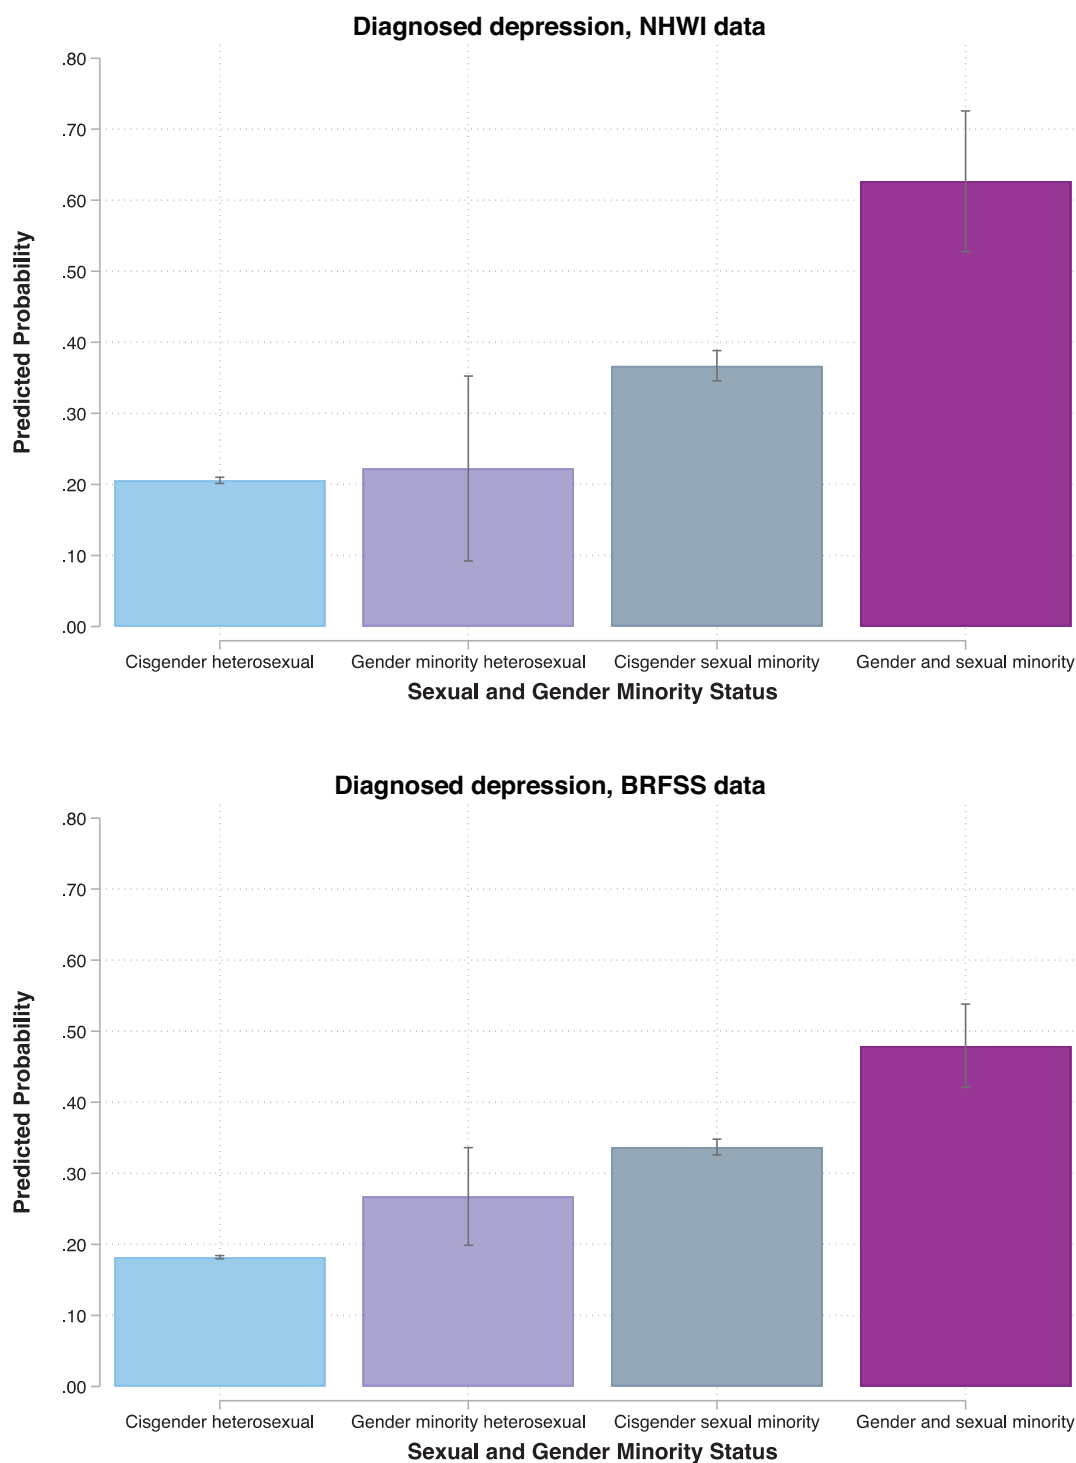 Diagnosed depression, NHWI data
.80
.70
.60
.50
.40
.30
.20
.10
.00
Predicted Probability
Cisgender heterosexual
Gender minority heterosexual
Cisgender sexual minority
Gender and sexual minority
Sexual and Gender Minority Status
Diagnosed depression, BRFSS data
.80
.70
.60
.50
.40
.30
.20
.10
.00
Predicted Probability
Cisgender heterosexual
Gender minority heterosexual
Cisgender sexual minority
Gender and sexual minority
Sexual and Gender Minority Status